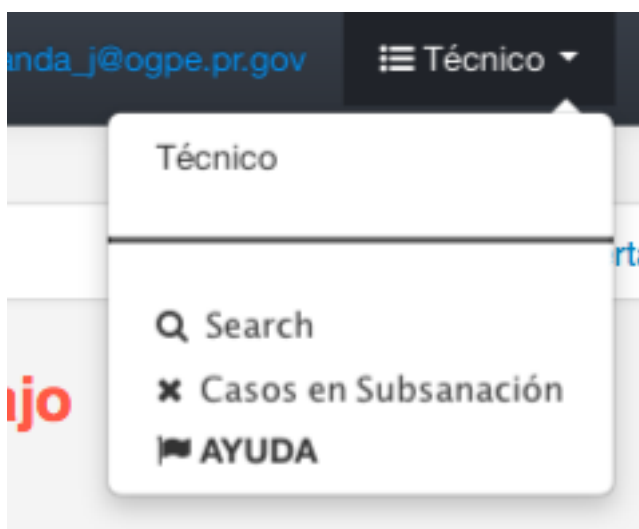 anda_j@ogpe.pr.gov Técnico
Técnico
Search
Casos en Subsanación
AYUDA